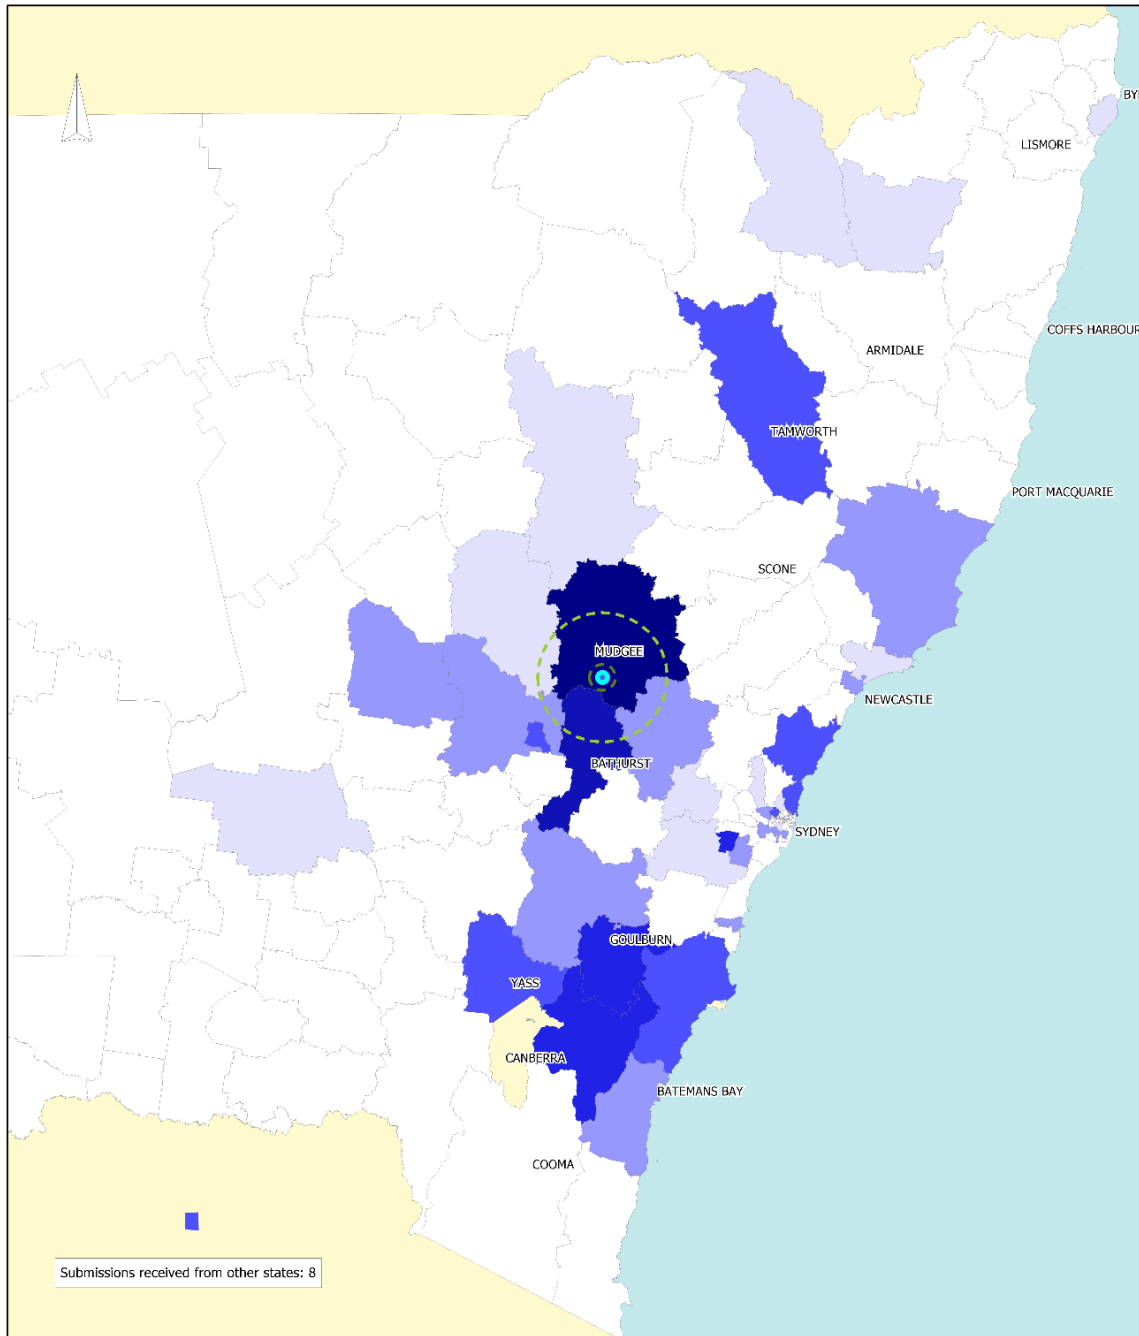 BY
LISMORE
COFFS HARBOUR
ARMIDALE
TAMWORTH
PORT MACQUARIE
SCONE
MUDGEE
NEWCASTLE
BATHURST
SYDNEY
GOULBURN
YASS
CANBERRA
BATEMANS BAY
COOMA
Submissions received from other states: 8